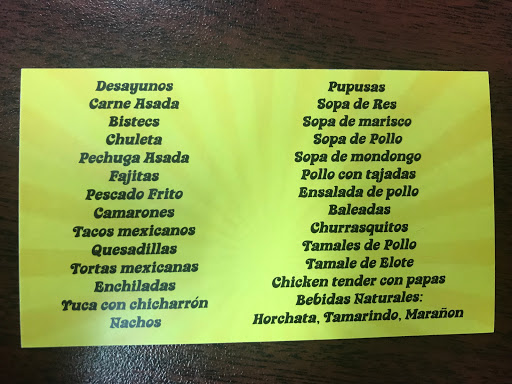 Desayunos
Carne Asada
Bistecs
Chuleta
Pechuga Asada
Fajitas
Pescado Frito
Camarones
Tacos mexicanos
Quesadillas
Tortas mexicanas
Enchiladas
Yuca con chicharrón
Nachos
Pupusas
Sopa de Res
Sopa de marisco
Sopa de Pollo
Sopa de mondongo
Pollo con tajadas
Ensalada de pollo
Baleadas
Churrasquitos
Tamales de Pollo
Tamale de Elote
Chicken tender con papas
Bebidas Naturales:
Horchata, Tamarindo, Marañon